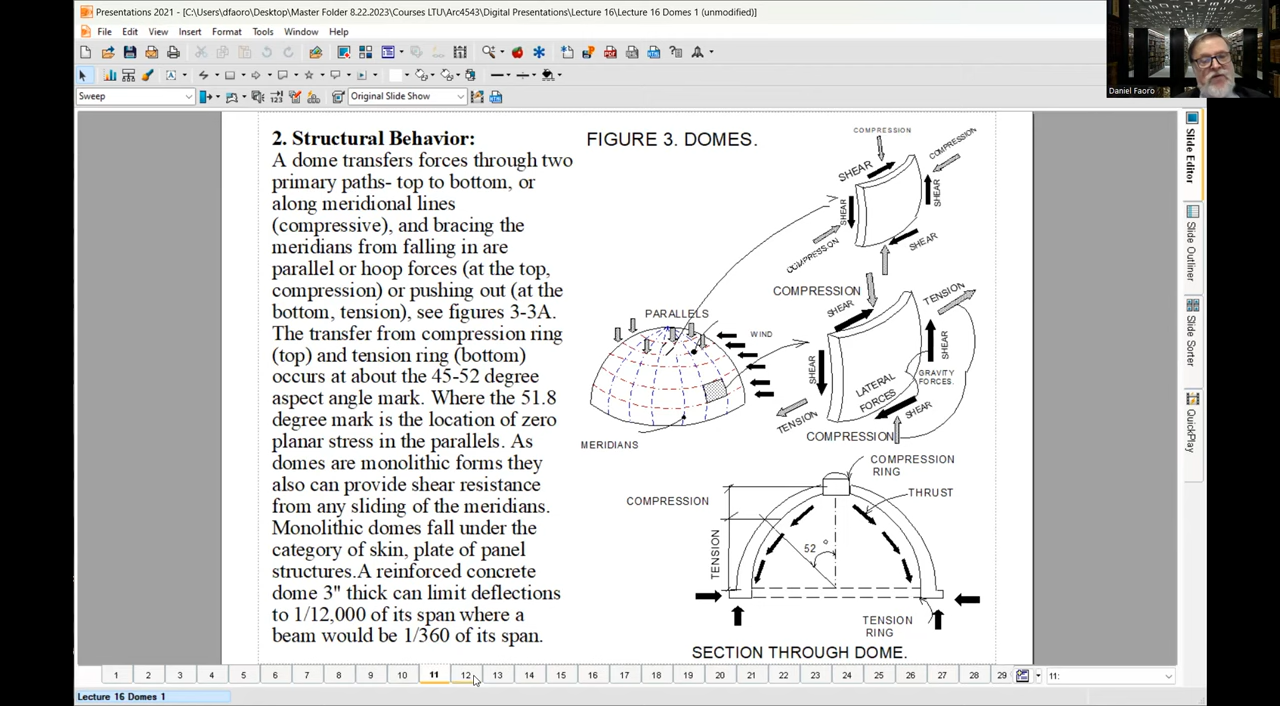 Presentations 2021 - [C:\Users\dfaoro\Desktop\Master Folder 8.22.2023\Courses LTU\Arc4543\Digital Presentations\Lecture 16\Lecture 16 Domes 1 (unmodified)]
File Edit View Insert Format Tools Window Help
Sweep
Original Slide Show
Daniel Faoro
2. Structural Behavior:
A dome transfers forces through two
primary paths- top to bottom, or
along meridional lines
(compressive), and bracing the
meridians from falling in are
parallel or hoop forces (at the top,
compression) or pushing out (at the
bottom, tension), see figures 3-3A.
The transfer from compression ring
(top) and tension ring (bottom)
occurs at about the 45-52 degree
aspect angle mark. Where the 51.8
degree mark is the location of zero
planar stress in the parallels. As
domes are monolithic forms they
also can provide shear resistance
from any sliding of the meridians.
Monolithic domes fall under the
category of skin, plate of panel
structures.A reinforced concrete
dome 3" thick can limit deflections
to 1/12,000 of its span where a
beam would be 1/360 of its span.
FIGURE 3. DOMES.
COMPRESSION
COMPRESSION
SHEAR
SHEAR
SHEAR
SHEAR
COMPRESSION
COMPRESSION
SHEAR
TENSION
PARALLELS
WIND
SHEAR
SHEAR
GRAVITY
FORCES.
LATERAL
FORCES
SHEAR
TENSION
COMPRESSION
MERIDIANS
COMPRESSION
RING
COMPRESSION
THRUST
TENSION
52°
TENSION
RING
SECTION THROUGH DOME.
Slide Editor
Slide Outliner
Slide Sorter
QuickPlay
1 2 3 4 5 6 7 8 9 10 11 12 13 14 15 16 17 18 19 20 21 22 23 24 25 26 27 28 29
11:
Lecture 16 Domes 1